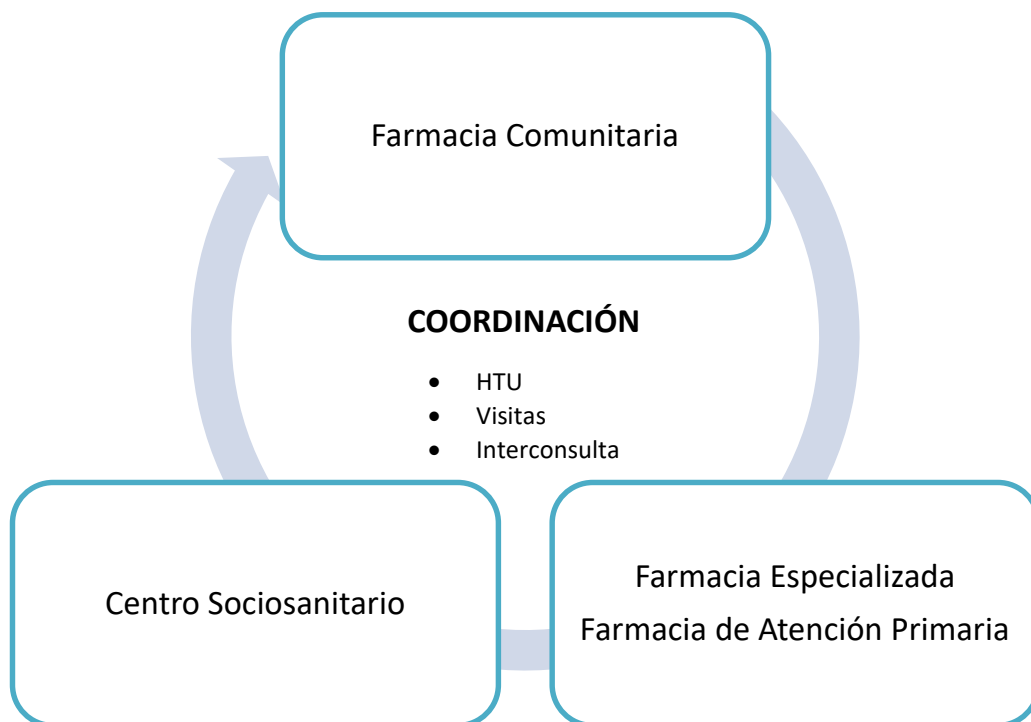 Farmacia Comunitaria
COORDINACIÓN
• HTU
• Visitas
• Interconsulta
Centro Sociosanitario
Farmacia Especializada
Farmacia de Atención Primaria